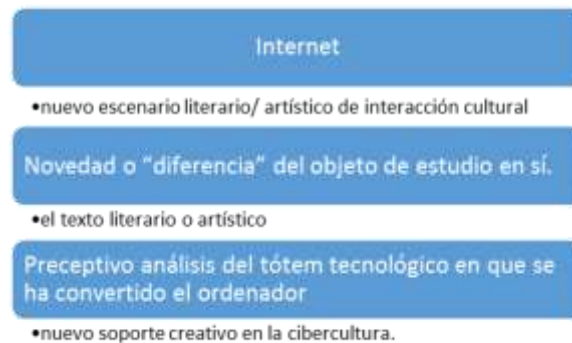 Internet
•nuevo escenario literario/ artístico de interacción cultural
Novedad o “diferencia” del objeto de estudio en sí.
•el texto literario o artístico
Preceptivo análisis del tótem tecnológico en que se
ha convertido el ordenador
•nuevo soporte creativo en la cibercultura.